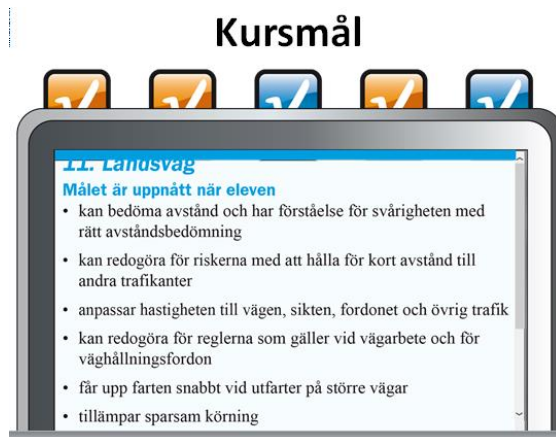 Kursmål
11. Landsväg
Målet är uppnått när eleven
• kan bedöma avstånd och har förståelse för svårigheten med
rätt avståndsbedömning
• kan redogöra för riskerna med att hålla för kort avstånd till
andra trafikanter
• anpassar hastigheten till vägen, sikten, fordonet och övrig trafik
• kan redogöra för reglerna som gäller vid vägarbete och för
väghållningsfordon
• får upp farten snabbt vid utfarter på större vägar
• tillämpar sparsam körning